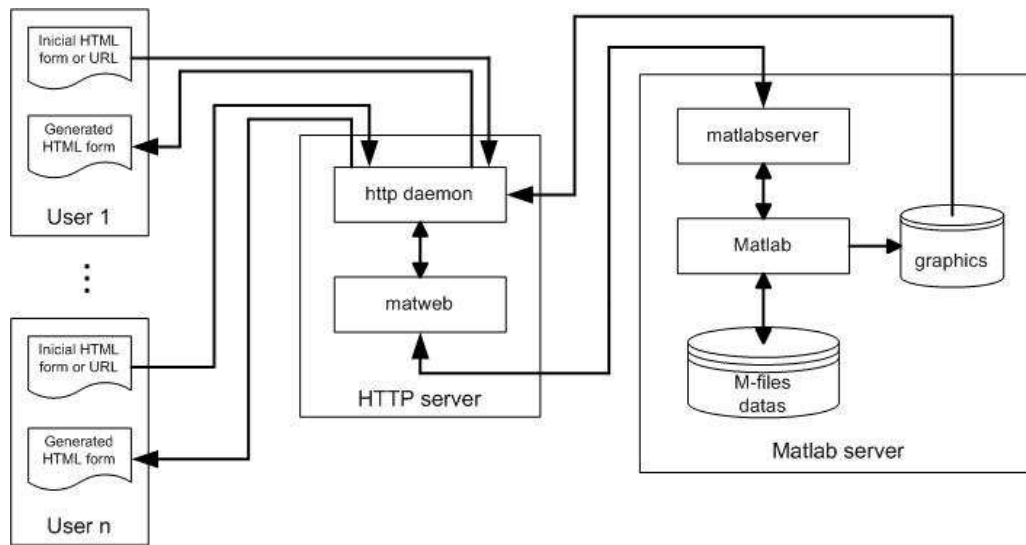 Inicial HTML
form or URL
Generated
HTML form
User 1
Inicial HTML
form or URL
Generated
HTML form
User n
http daemon
matweb
HTTP server
matlabserver
Matlab
graphics
M-files
datas
Matlab server